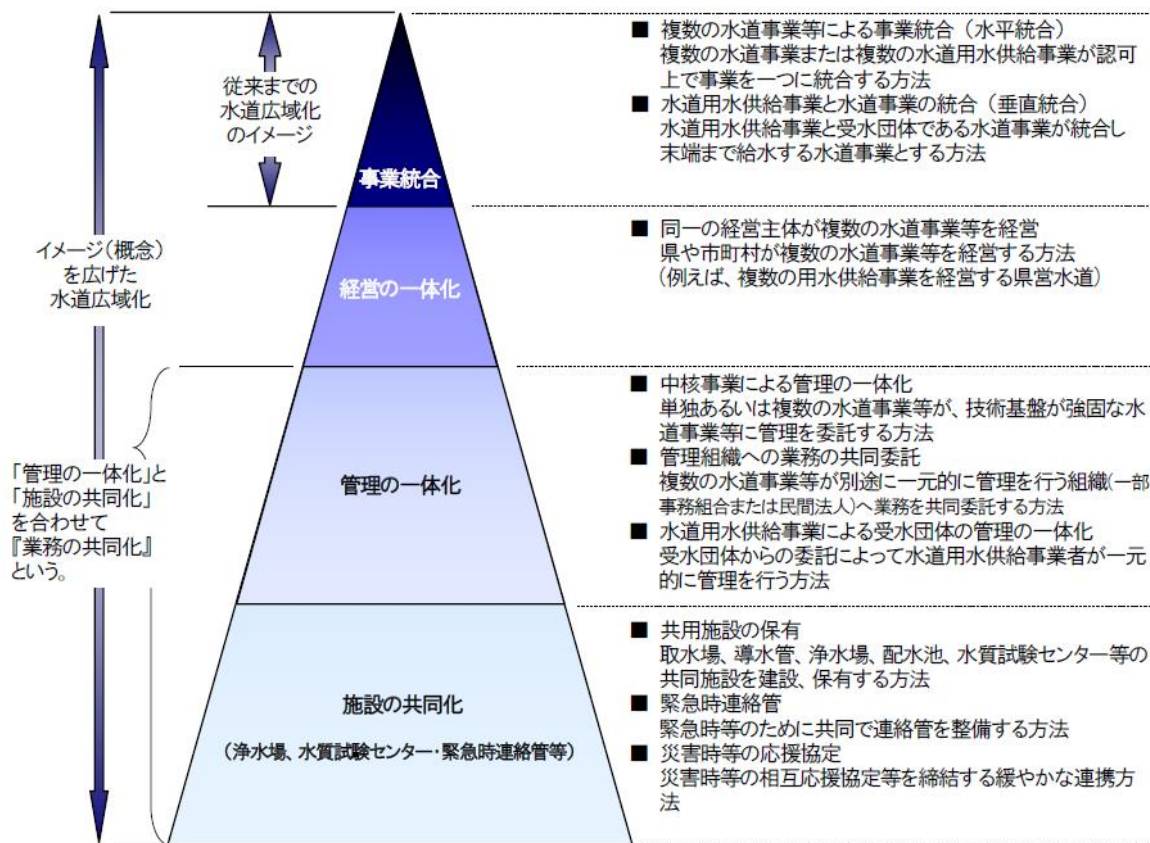 従来までの
水道広域化
のイメージ
イメージ(概念)
を広げた
水道広域化
「管理の一体化」と
「施設の共同化」
を合わせて
『業務の共同化』
という。
事業統合
経営の一体化
管理の一体化
施設の共同化
(浄水場、水質試験センター・緊急時連絡管等)
■ 複数の水道事業等による事業統合(水平統合)
複数の水道事業または複数の水道用水供給事業が認可
上で事業を一つに統合する方法
■ 水道用水供給事業と水道事業の統合(垂直統合)
水道用水供給事業と受水団体である水道事業が統合し
末端まで給水する水道事業とする方法
■ 同一の経営主体が複数の水道事業等を経営
県や市町村が複数の水道事業等を経営する方法
(例えば、複数の用水供給事業を経営する県営水道)
■ 中核事業による管理の一体化
単独あるいは複数の水道事業等が、技術基盤が強固な水
道事業等に管理を委託する方法
■ 管理組織への業務の共同委託
複数の水道事業等が別途に一元的に管理を行う組織(一部
事務組合または民間法人)へ業務を共同委託する方法
■ 水道用水供給事業による受水団体の管理の一体化
受水団体からの委託によって水道用水供給事業者が一元
的に管理を行う方法
■ 共用施設の保有
取水場、導水管、浄水場、配水池、水質試験センター等の
共同施設を建設、保有する方法
■ 緊急時連絡管
緊急時等のために共同で連絡管を整備する方法
■ 災害時等の応援協定
災害時等の相互応援協定等を締結する緩やかな連携方
法